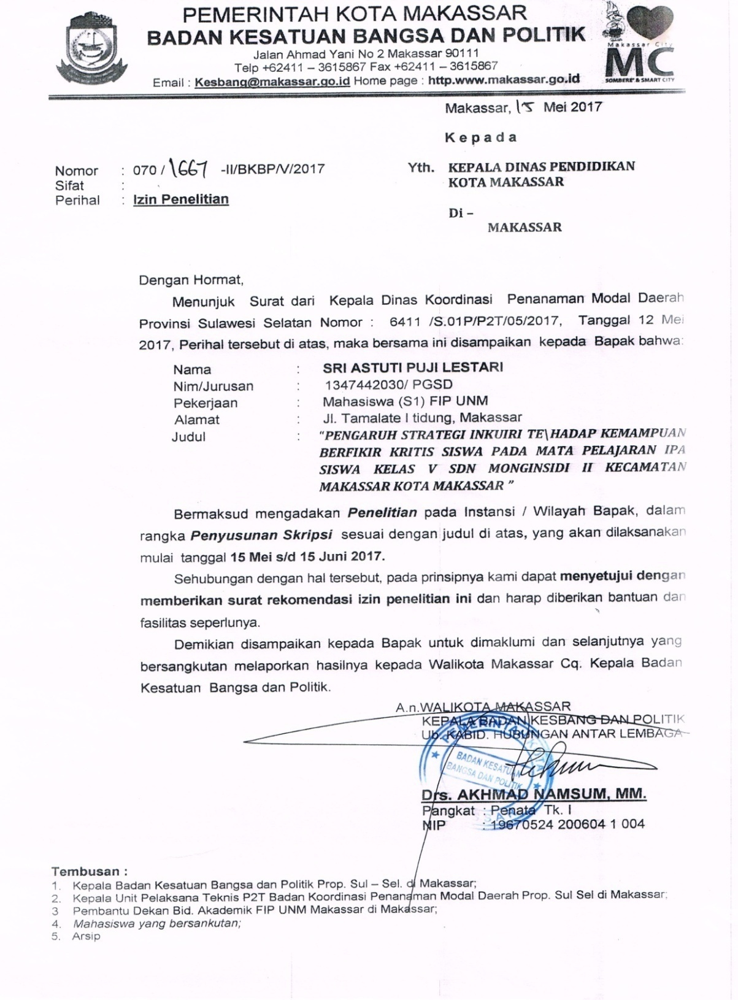 PEMERINTAH KOTA MAKASSAR
BADAN KESATUAN BANGSA DAN POLITIK
Jalan Ahmad Yani No 2 Makassar 90111
Telp +62411 – 3615867 Fax +62411 – 3615867
Email : Kesbang@makassar.go.id Home page : http.www.makassar.go.id
Makassar City
MC
SOMBERE' & SMART CITY
Makassar, 15 Mei 2017
Kepada
Nomor : 070 / 1667 -II/BKBP/V/2017
Sifat :
Perihal : Izin Penelitian
Yth. KEPALA DINAS PENDIDIKAN
KOTA MAKASSAR
Di –
MAKASSAR
Dengan Hormat,
Menunjuk Surat dari Kepala Dinas Koordinasi Penanaman Modal Daerah
Provinsi Sulawesi Selatan Nomor : 6411 /S.01P/P2T/05/2017, Tanggal 12 Mei
2017, Perihal tersebut di atas, maka bersama ini disampaikan kepada Bapak bahwa:
Nama : SRI ASTUTI PUJI LESTARI
Nim/Jurusan : 1347442030/ PGSD
Pekerjaan : Mahasiswa (S1) FIP UNM
Alamat : Jl. Tamalate I tidung, Makassar
Judul : "PENGARUH STRATEGI INKUIRI TE\HADAP KEMAMPUAN
BERFIKIR KRITIS SISWA PADA MATA PELAJARAN IPA
SISWA KELAS V SDN MONGINSIDI II KECAMATAN
MAKASSAR KOTA MAKASSAR ”
Bermaksud mengadakan Penelitian pada Instansi / Wilayah Bapak, dalam
rangka Penyusunan Skripsi sesuai dengan judul di atas, yang akan dilaksanakan
mulai tanggal 15 Mei s/d 15 Juni 2017.
Sehubungan dengan hal tersebut, pada prinsipnya kami dapat menyetujui dengan
memberikan surat rekomendasi izin penelitian ini dan harap diberikan bantuan dan
fasilitas seperlunya.
Demikian disampaikan kepada Bapak untuk dimaklumi dan selanjutnya yang
bersangkutan melaporkan hasilnya kepada Walikota Makassar Cq. Kepala Badan
Kesatuan Bangsa dan Politik.
A.n.WALIKOTA MAKASSAR
KEPALA BADAN KESBANG DAN POLITIK
Ub. KABID. HUBUNGAN ANTAR LEMBAGA
PEMERINTAH KOTA
BADAN KESATUAN
BANGSA DAN POLITIK
Drs. AKHMAD NAMSUM, MM.
Pangkat : Penata Tk. I
NIP : 19670524 200604 1 004
Tembusan :
1. Kepala Badan Kesatuan Bangsa dan Politik Prop. Sul – Sel. di Makassar;
2. Kepala Unit Pelaksana Teknis P2T Badan Koordinasi Penanaman Modal Daerah Prop. Sul Sel di Makassar;
3 Pembantu Dekan Bid. Akademik FIP UNM Makassar di Makassar;
4. Mahasiswa yang bersankutan;
5. Arsip